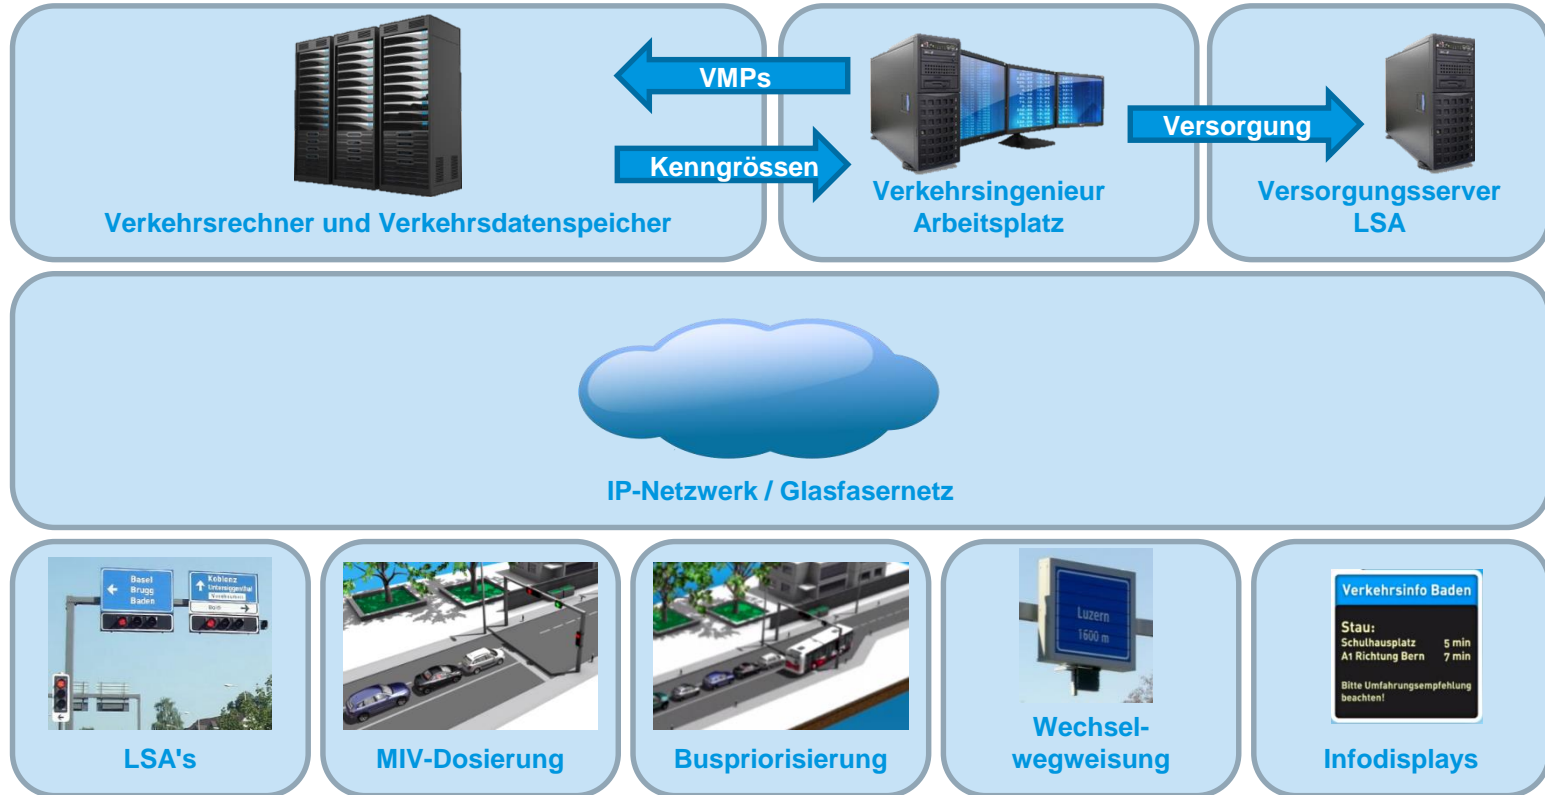 VMPs
Kenngrössen
Versorgung
Verkehrsrechner und Verkehrsdatenspeicher
Verkehrsingenieur
Arbeitsplatz
Versorgungsserver
LSA
IP-Netzwerk / Glasfasernetz
Basel
Brugg
Baden
Koblenz
Untersiggenthal
LSA's
MIV-Dosierung
Buspriorisierung
Luzern
1600 m
Wechsel-
wegweisung
Verkehrsinfo Baden
Stau:
Schulhausplatz 5 min
A1 Richtung Bern 7 min
Bitte Umfahrungsempfehlung
beachten!
Infodisplays